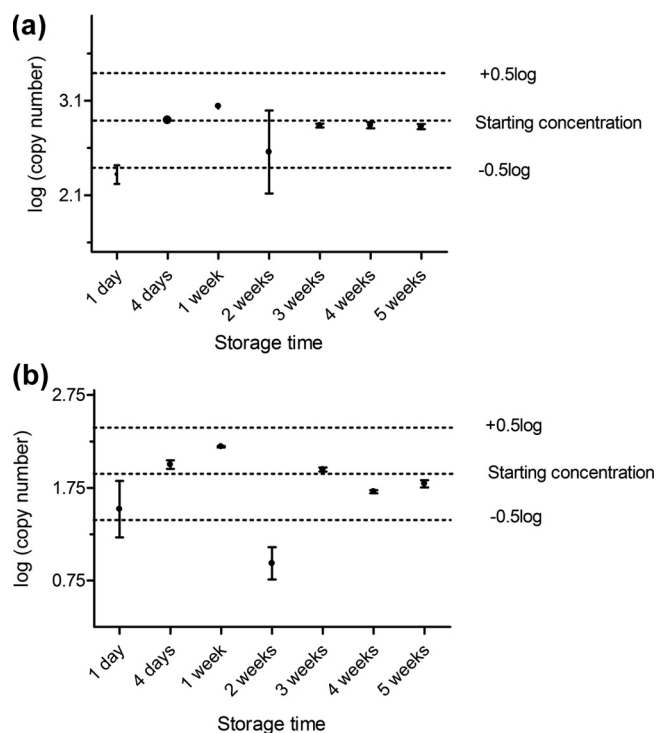 (a)
log (copy number)
3.1
2.1
+0.5log
Starting concentration
-0.5log
1 day
4 days
1 week
2 weeks
3 weeks
4 weeks
5 weeks
Storage time
(b)
log (copy number)
2.75
1.75
0.75
+0.5log
Starting concentration
-0.5log
1 day
4 days
1 week
2 weeks
3 weeks
4 weeks
5 weeks
Storage time